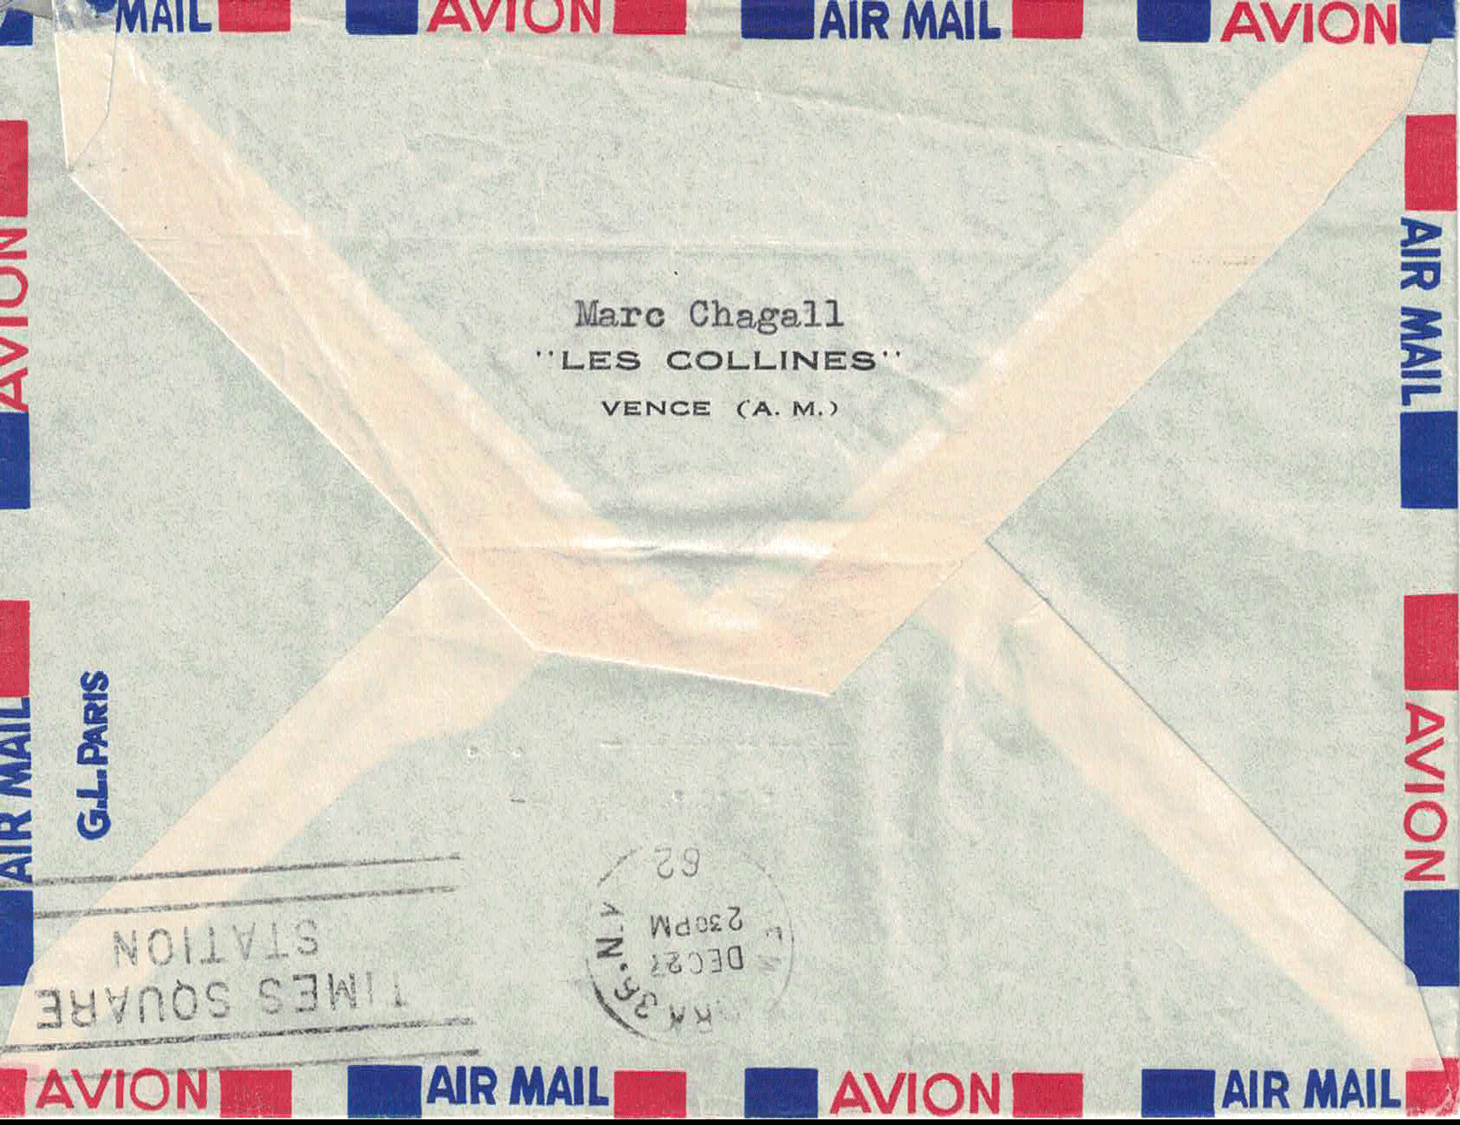 MAIL AVION AIR MAIL AVION
AVION
AIR MAIL
AIR MAIL
AVION
Marc Chagall
"LES COLLINES"
VENCE (A. M.)
G.L. PARIS
TIMES SQUARE
STATION
36, N.Y.
DEC 27
2 30 PM
62
AVION AIR MAIL AVION AIR MAIL